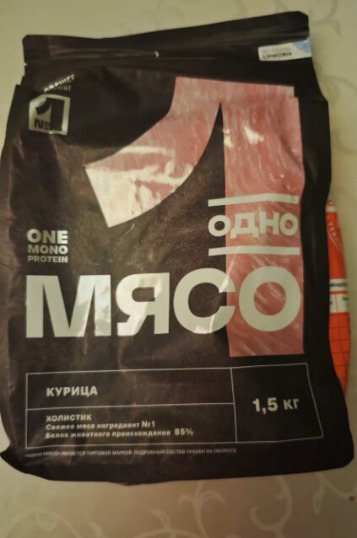 №1
ONE
MONO
PROTEIN
ОДНО
МЯСО
КУРИЦА
1,5 кг
ХОЛИСТИК
Свежее мясо ингредиент №1
Белок животного происхождения 85%